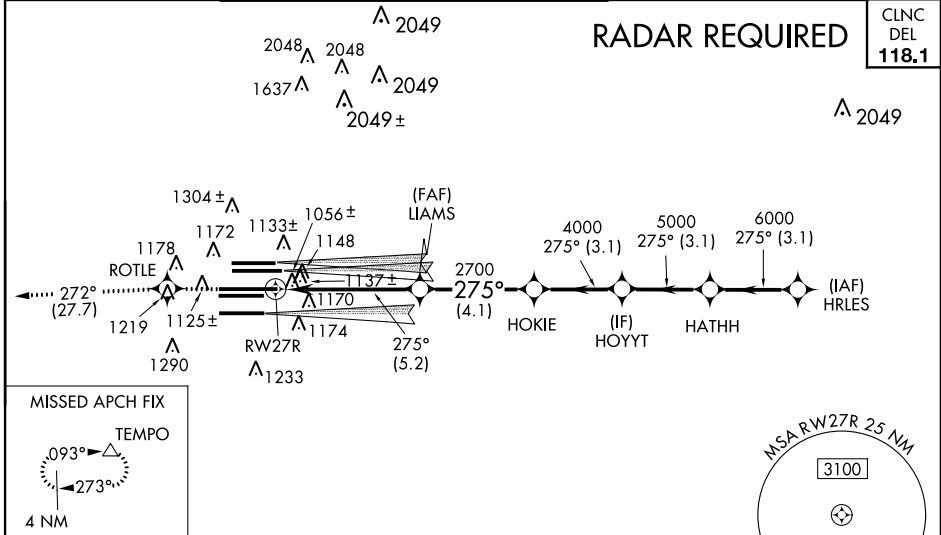 2049
RADAR REQUIRED
CLNC
DEL
118.1
2048
2048
1637
2049
2049 ±
2049
1304 ±
1172
1178
ROTLE
1133±
1056 ±
1148
(FAF)
LIAMS
4000
275° (3.1)
5000
275° (3.1)
6000
275° (3.1)
2700
275°
(4.1)
272°
(27.7)
1219
1125±
1137 ±
1170
1174
RW27R
275°
(5.2)
HOKIE
(IF)
HOYYT
HATHH
(IAF)
HRLES
1290
1233
MISSED APCH FIX
TEMPO
093°
273°
4 NM
MSA RW27R 25 NM
3100